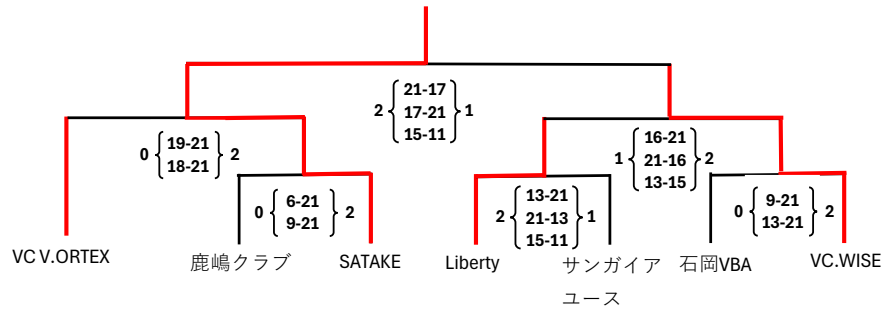 21-17
2 { 17-21 } 1
15-11
19-21
0 { 18-21 } 2
16-21
1 { 21-16 } 2
13-15
6-21
0 { 9-21 } 2
13-21
2 { 21-13 } 1
15-11
9-21
0 { 13-21 } 2
VC V.ORTEX
鹿嶋クラブ
SATAKE
Liberty
サンガイア
ユース
石岡VBA
VC.WISE